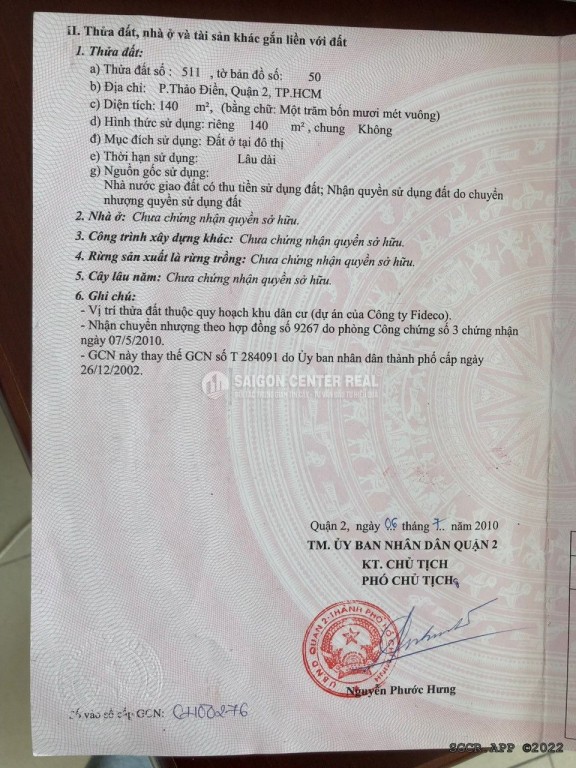 II. Thửa đất, nhà ở và tài sản khác gắn liền với đất
1. Thửa đất:
a) Thửa đất số : 511 , tờ bản đồ số: 50
b) Địa chỉ: P.Thảo Điền, Quận 2, TP.HCM
c) Diện tích: 140 m², (bằng chữ: Một trăm bốn mươi mét vuông)
d) Hình thức sử dụng: riêng 140 m² , chung Không
đ) Mục đích sử dụng: Đất ở tại đô thị
e) Thời hạn sử dụng: Lâu dài
g) Nguồn gốc sử dụng:
Nhà nước giao đất có thu tiền sử dụng đất; Nhận quyền sử dụng đất do chuyển
nhượng quyền sử dụng đất
2. Nhà ở: Chưa chứng nhận quyền sở hữu.
3. Công trình xây dựng khác: Chưa chứng nhận quyền sở hữu.
4. Rừng sản xuất là rừng trồng: Chưa chứng nhận quyền sở hữu.
5. Cây lâu năm: Chưa chứng nhận quyền sở hữu.
6. Ghi chú:
- Vị trí thửa đất thuộc quy hoạch khu dân cư (dự án của Công ty Fideco).
- Nhận chuyển nhượng theo hợp đồng số 9267 do phòng Công chứng số 3 chứng nhận
ngày 07/5/2010.
- GCN này thay thế GCN số T 284091 do Ủy ban nhân dân thành phố cấp ngày
26/12/2002.
SAIGON CENTER REAL
Quận 2, ngày 06 tháng 7 năm 2010
TM. ỦY BAN NHÂN DÂN QUẬN 2
KT. CHỦ TỊCH
PHÓ CHỦ TỊCH
UBND QUẬN 2-THÀNH PHỐ HỒ CHÍ MINH
Nguyễn Phước Hưng
vào sổ cấp GCN: CH00276
SGCR.APP ©2022